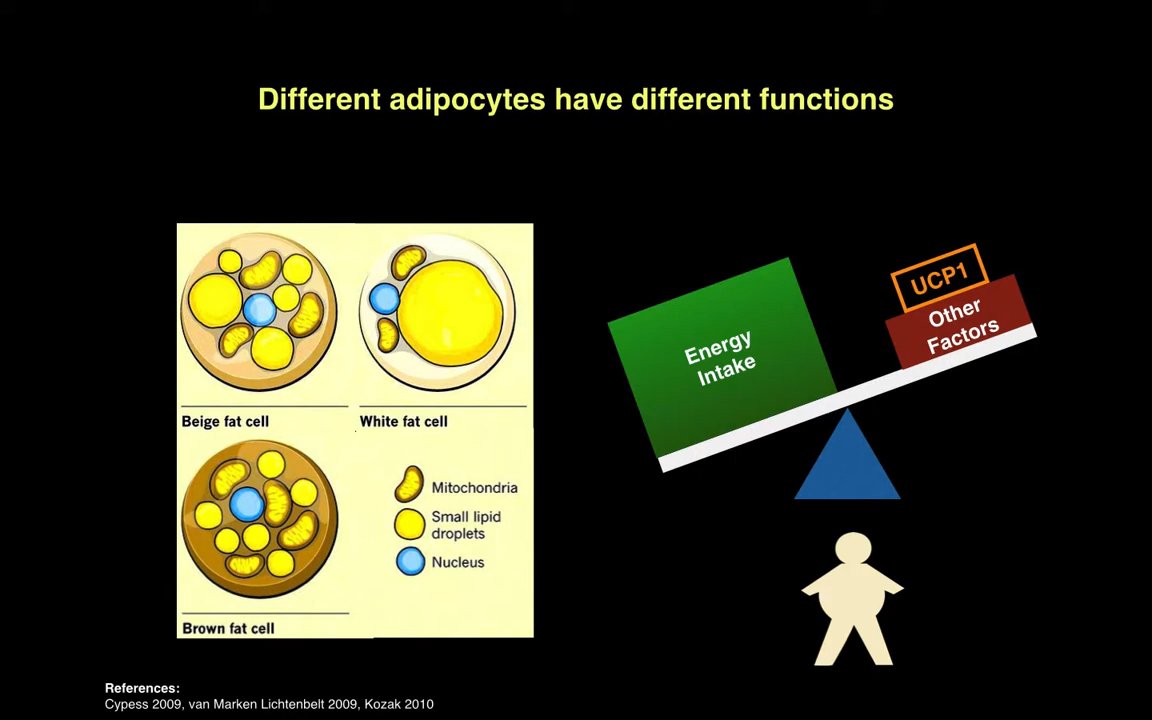 Different adipocytes have different functions
Beige fat cell
White fat cell
Mitochondria
Small lipid
droplets
Nucleus
Brown fat cell
Energy
Intake
UCP1
Other
Factors
References:
Cypess 2009, van Marken Lichtenbelt 2009, Kozak 2010